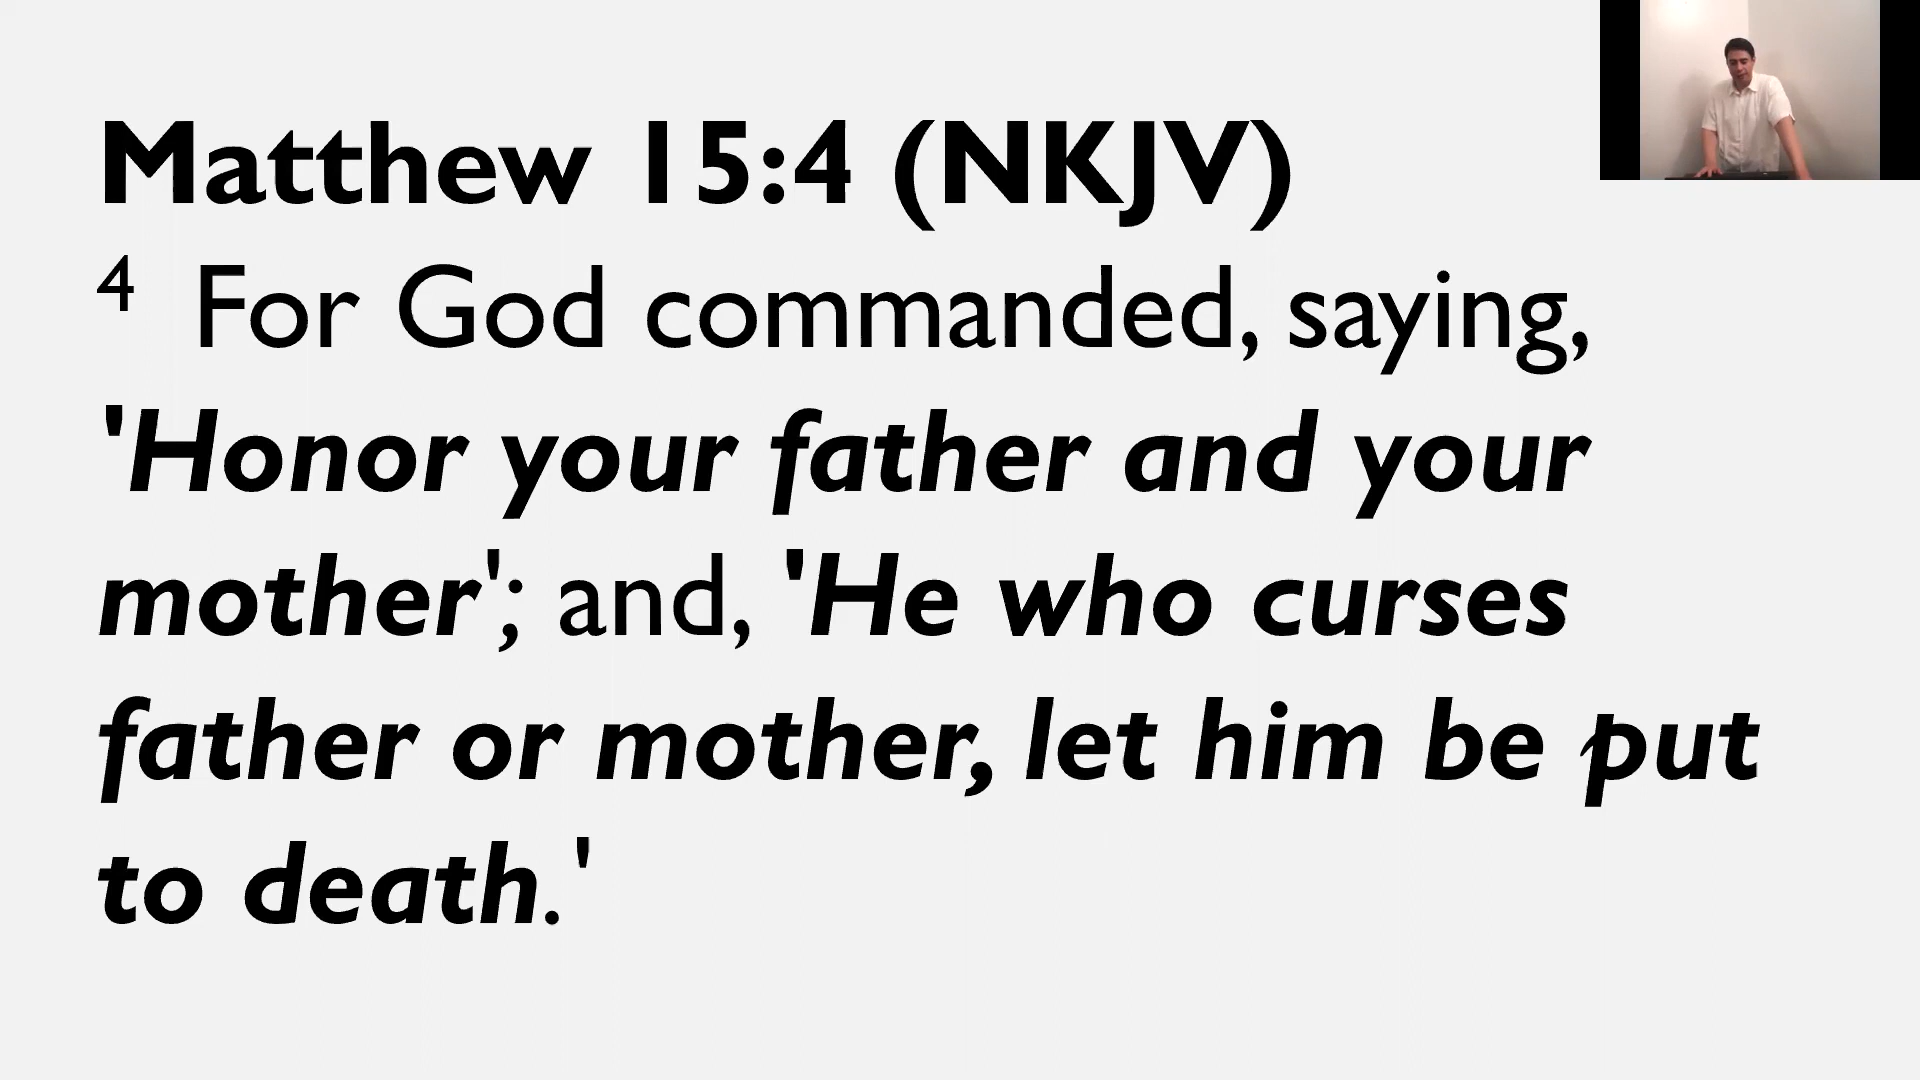 Matthew 15:4 (NKJV)
4 For God commanded, saying,
'Honor your father and your
mother'; and, 'He who curses
father or mother, let him be put
to death.'